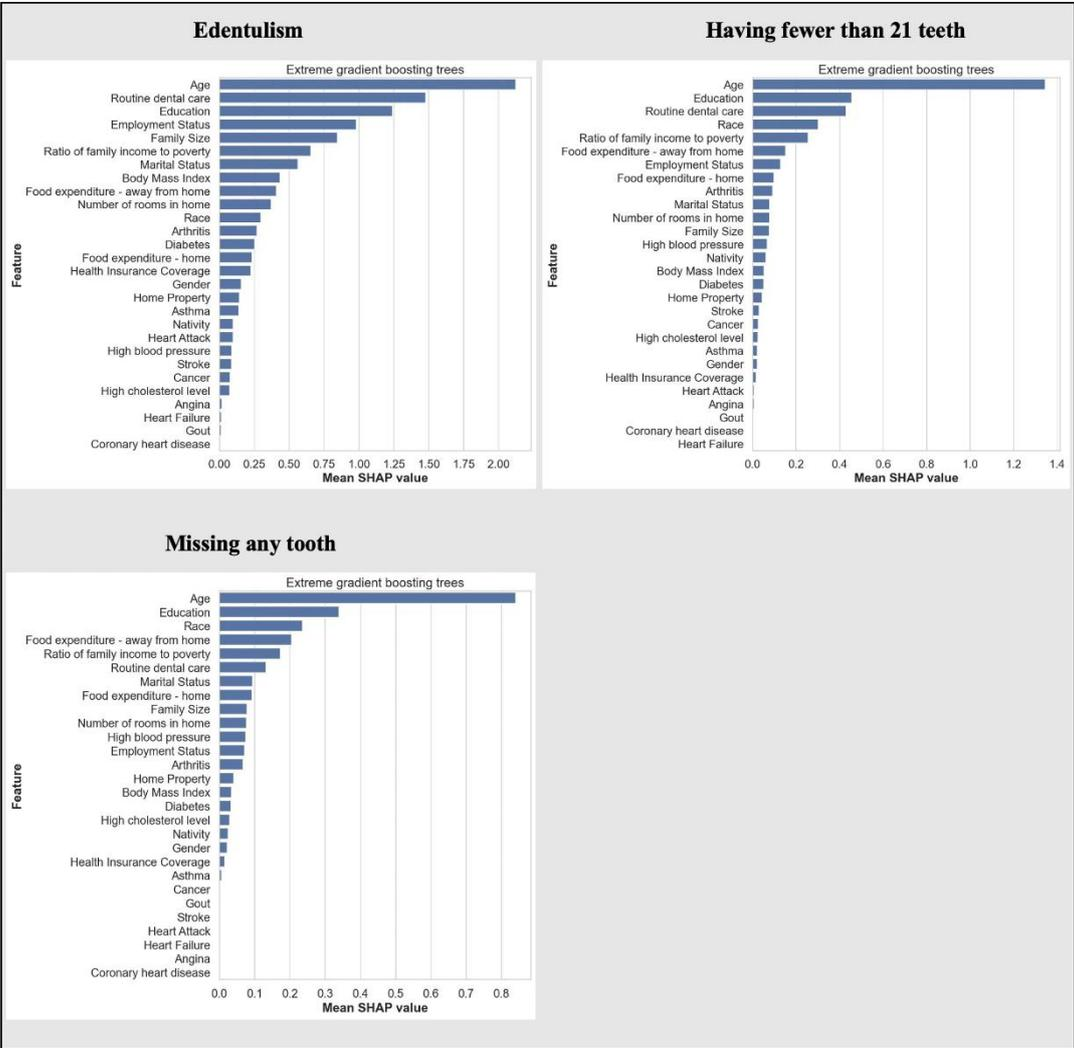 Edentulism
Extreme gradient boosting trees
Feature
Age
Routine dental care
Education
Employment Status
Family Size
Ratio of family income to poverty
Marital Status
Body Mass Index
Food expenditure - away from home
Number of rooms in home
Race
Arthritis
Diabetes
Food expenditure - home
Health Insurance Coverage
Gender
Home Property
Asthma
Nativity
Heart Attack
High blood pressure
Stroke
Cancer
High cholesterol level
Angina
Heart Failure
Gout
Coronary heart disease
0.00 0.25 0.50 0.75 1.00 1.25 1.50 1.75 2.00
Mean SHAP value
Having fewer than 21 teeth
Extreme gradient boosting trees
Feature
Age
Education
Routine dental care
Race
Ratio of family income to poverty
Food expenditure - away from home
Employment Status
Food expenditure - home
Arthritis
Marital Status
Number of rooms in home
Family Size
High blood pressure
Nativity
Body Mass Index
Diabetes
Home Property
Stroke
Cancer
High cholesterol level
Asthma
Gender
Health Insurance Coverage
Heart Attack
Angina
Gout
Coronary heart disease
Heart Failure
0.0 0.2 0.4 0.6 0.8 1.0 1.2 1.4
Mean SHAP value
Missing any tooth
Extreme gradient boosting trees
Feature
Age
Education
Race
Food expenditure - away from home
Ratio of family income to poverty
Routine dental care
Marital Status
Food expenditure - home
Family Size
Number of rooms in home
High blood pressure
Employment Status
Arthritis
Home Property
Body Mass Index
Diabetes
High cholesterol level
Nativity
Gender
Health Insurance Coverage
Asthma
Cancer
Gout
Stroke
Heart Attack
Heart Failure
Angina
Coronary heart disease
0.0 0.1 0.2 0.3 0.4 0.5 0.6 0.7 0.8
Mean SHAP value